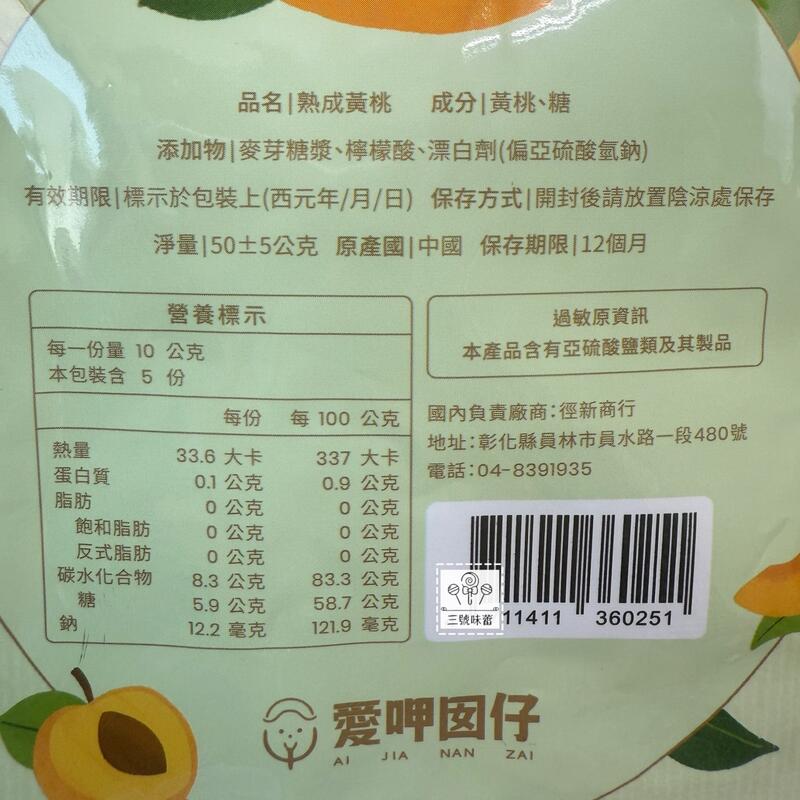 品名|熟成黃桃 成分|黃桃、糖
添加物|麥芽糖漿、檸檬酸、漂白劑(偏亞硫酸氫鈉)
有效期限|標示於包裝上(西元年/月/日) 保存方式|開封後請放置陰涼處保存
淨量|50±5公克 原產國|中國 保存期限|12個月
營養標示
每一份量 10 公克
本包裝含 5 份
每份 每 100 公克
熱量 33.6 大卡 337 大卡
蛋白質 0.1 公克 0.9 公克
脂肪 0 公克 0 公克
飽和脂肪 0 公克 0 公克
反式脂肪 0 公克 0 公克
碳水化合物 8.3 公克 83.3 公克
糖 5.9 公克 58.7 公克
鈉 12.2 毫克 121.9 毫克
過敏原資訊
本產品含有亞硫酸鹽類及其製品
國內負責廠商：徑新商行
地址：彰化縣員林市員水路一段480號
電話：04-8391935
三號味蕾
11411 360251
愛呷囡仔
AI JIA NAN ZAI